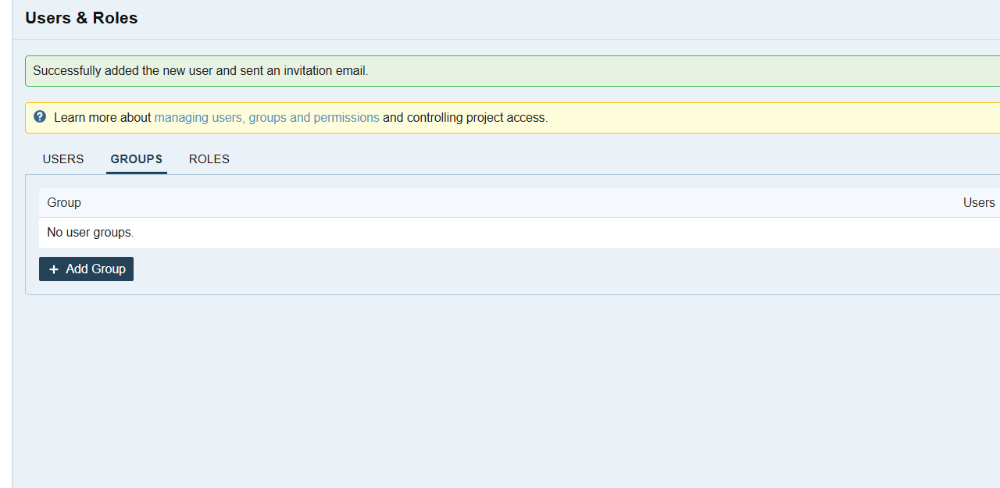 Users & Roles
Successfully added the new user and sent an invitation email.
Learn more about managing users, groups and permissions and controlling project access.
USERS GROUPS ROLES
Group Users
No user groups.
+ Add Group